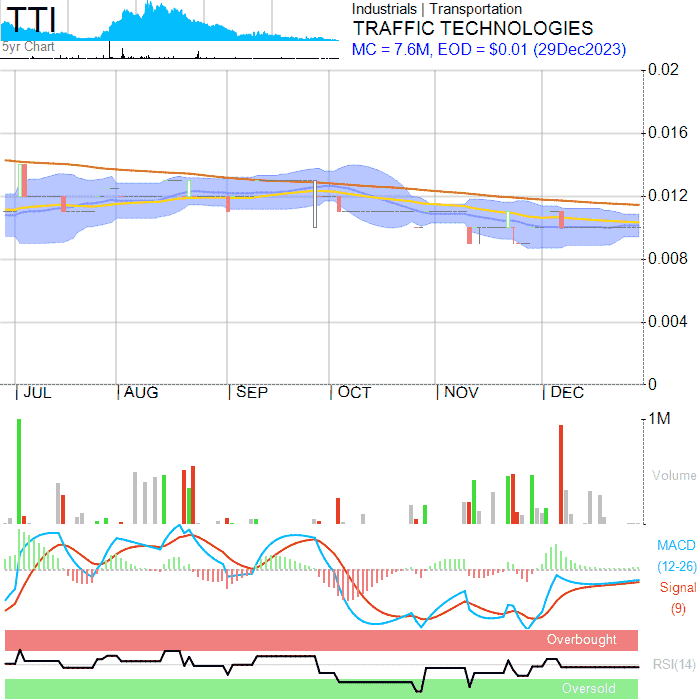 TTI
5yr Chart
Industrials | Transportation
TRAFFIC TECHNOLOGIES
MC = 7.6M, EOD = $0.01 (29Dec2023)
0.02
0.016
0.012
0.008
0.004
0
| JUL | AUG | SEP | OCT | NOV | DEC
1M
Volume
MACD
(12-26)
Signal
(9)
Overbought
RSI(14)
Oversold